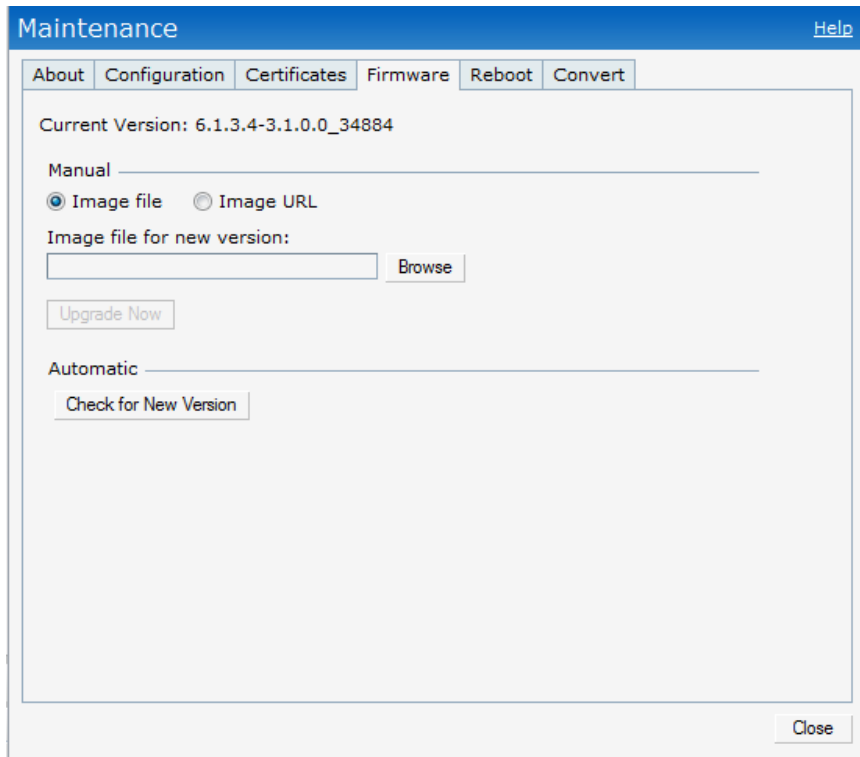 Maintenance Help
About Configuration Certificates Firmware Reboot Convert
Current Version: 6.1.3.4-3.1.0.0_34884
Manual
Image file Image URL
Image file for new version:
Browse
Upgrade Now
Automatic
Check for New Version
Close